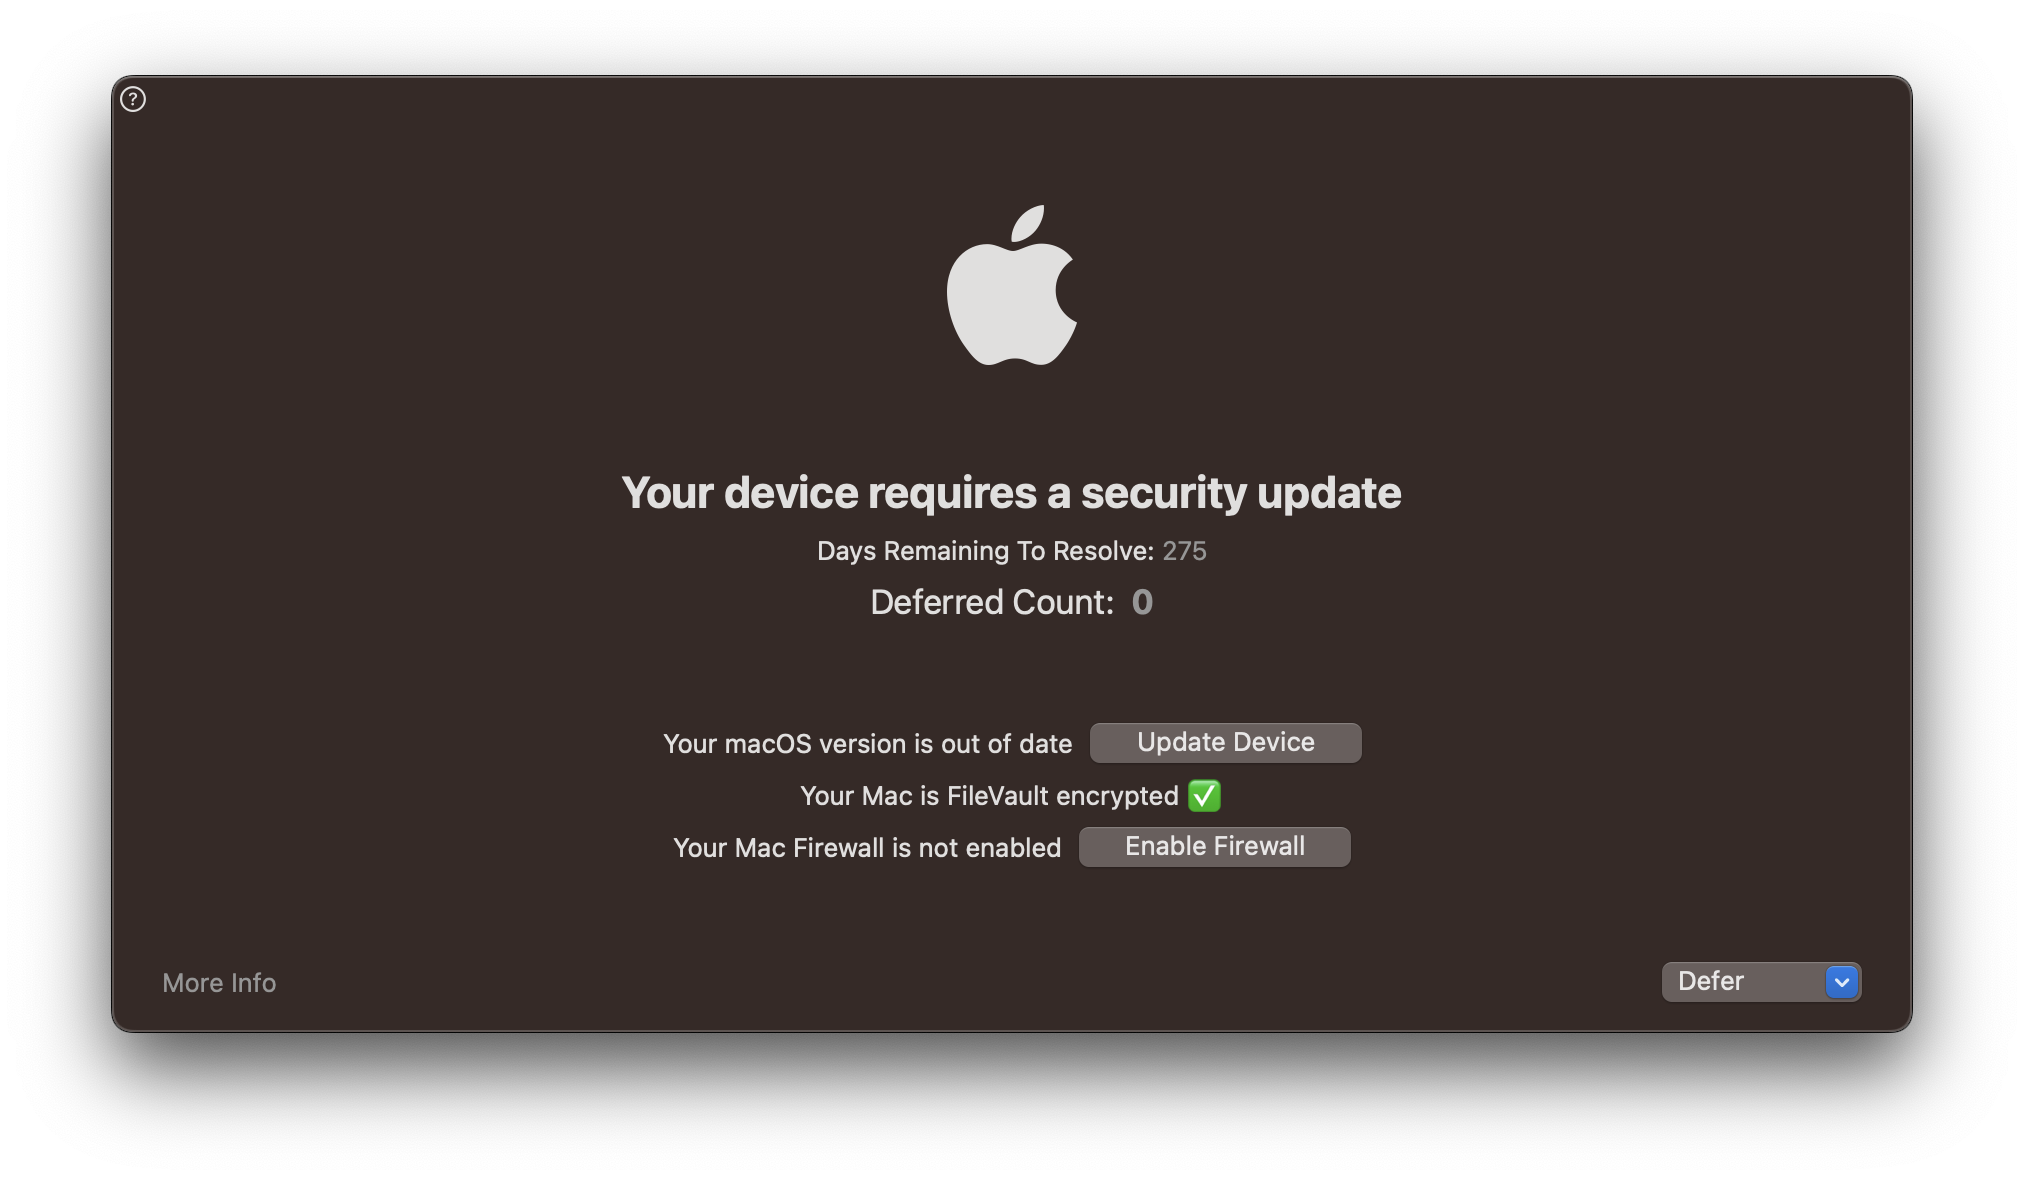 ?
Your device requires a security update
Days Remaining To Resolve: 275
Deferred Count: 0
Your macOS version is out of date Update Device
Your Mac is FileVault encrypted ✅
Your Mac Firewall is not enabled Enable Firewall
More Info Defer